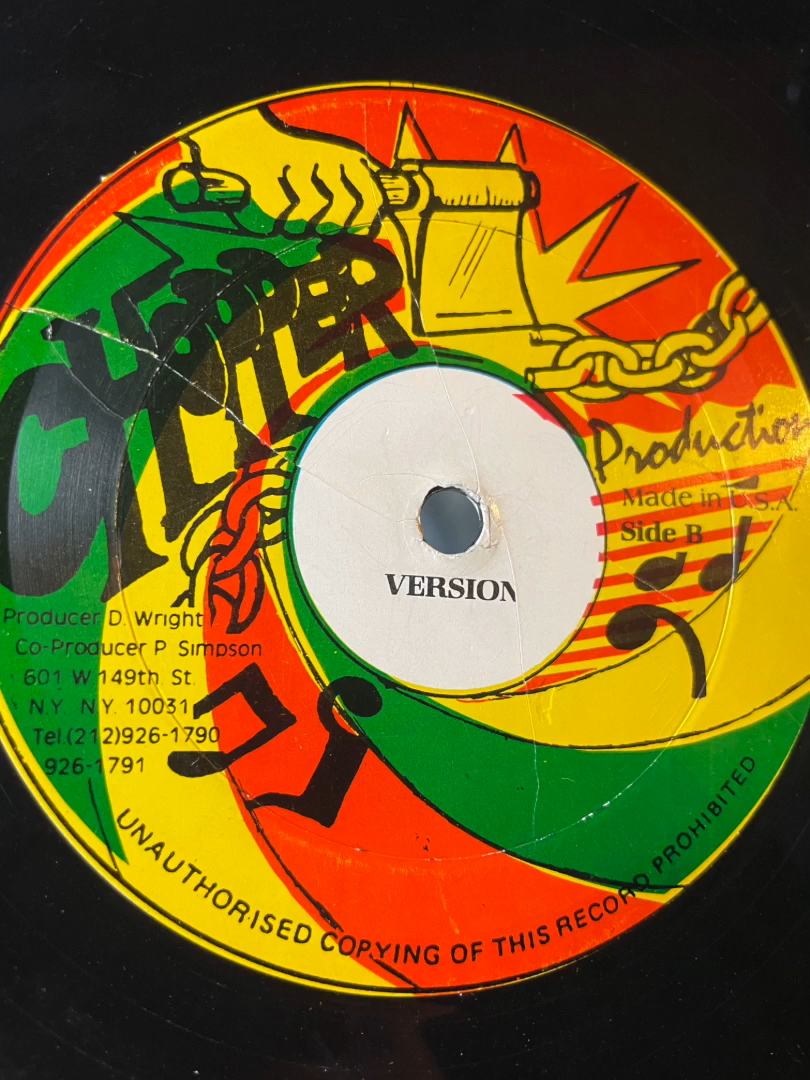 Production
Made in U.S.A.
Side B
VERSION
Producer D. Wright
Co-Producer P. Simpson
601 W 149th St.
N.Y. N.Y. 10031
Tel.(212)926-1790
926-1791
UNAUTHORISED COPYING OF THIS RECORD PROHIBITED